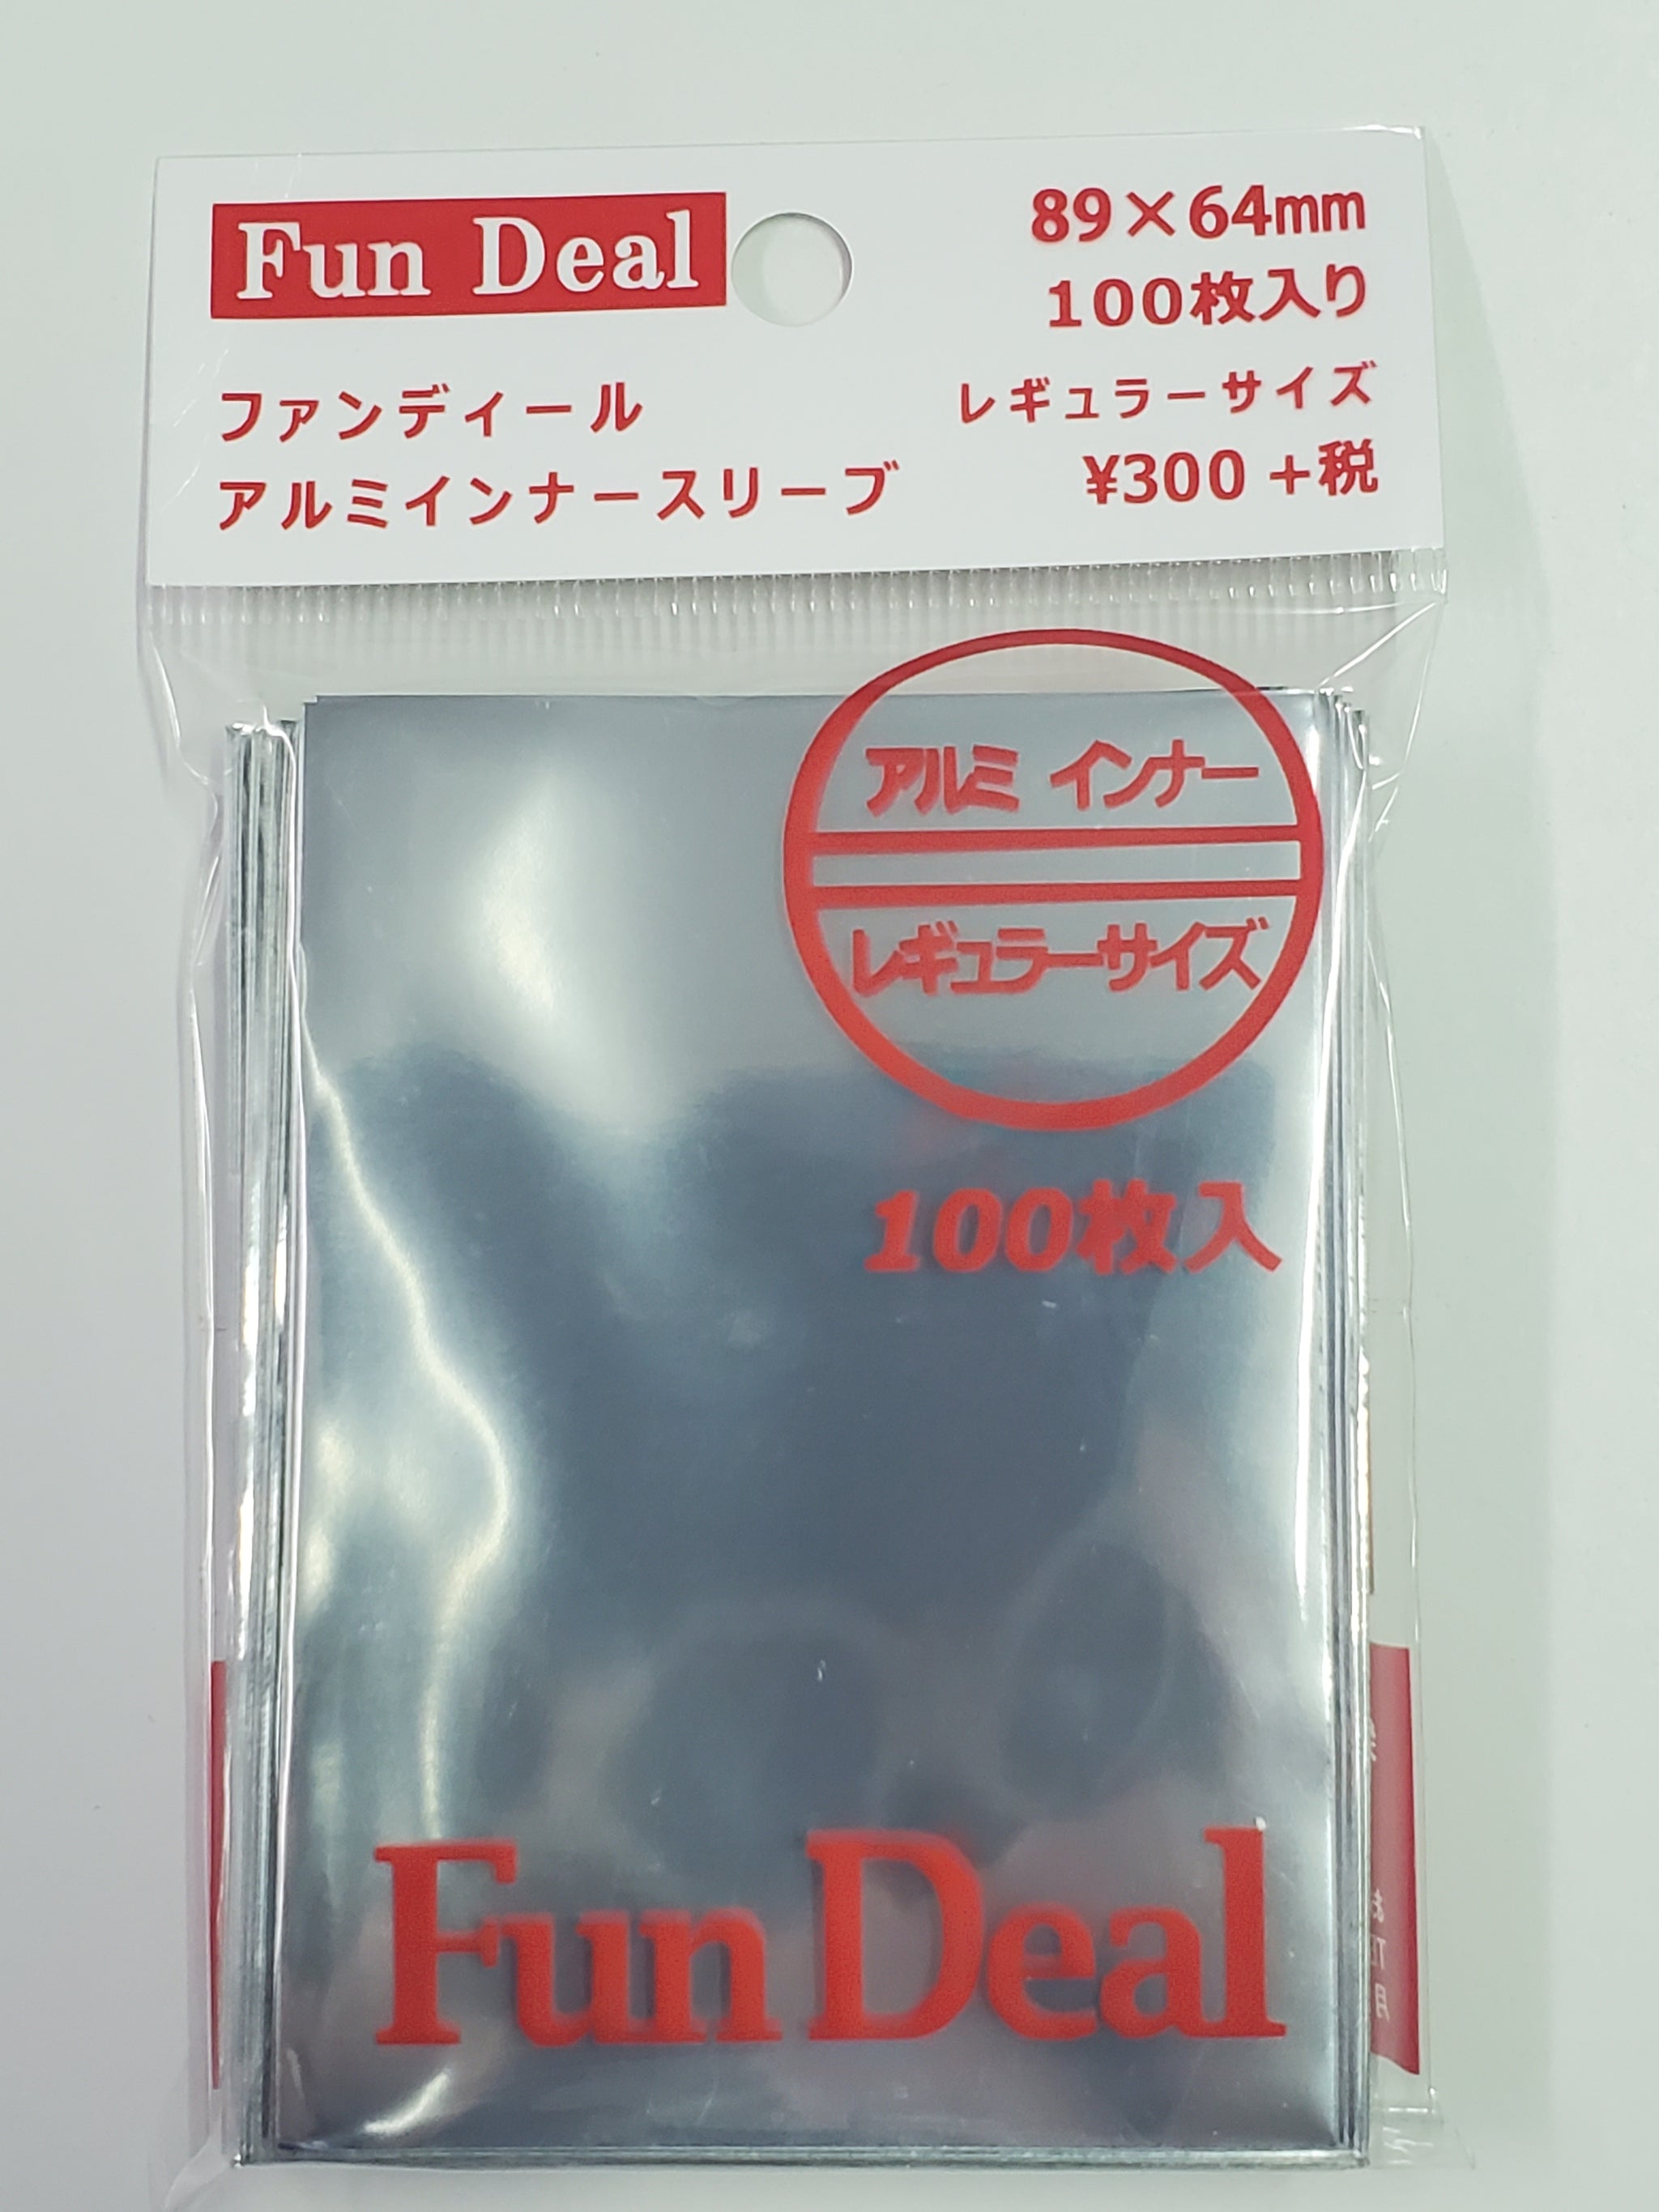 Fun Deal
89×64mm
100枚入り
ファンディール
レギュラーサイズ
アルミインナースリーブ
¥300+税
アルミ インナー
レギュラーサイズ
100枚入
Fun Deal